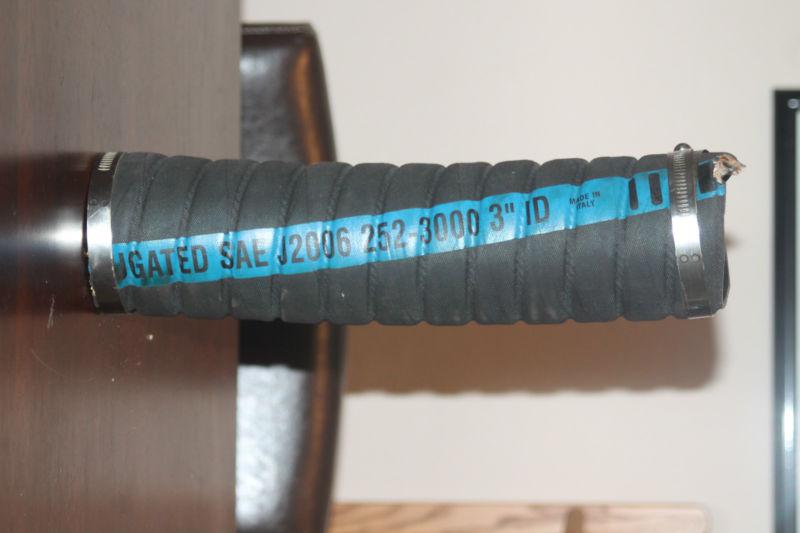 UGATED SAE J2006 252-3000 3" ID
MADE IN
ITALY